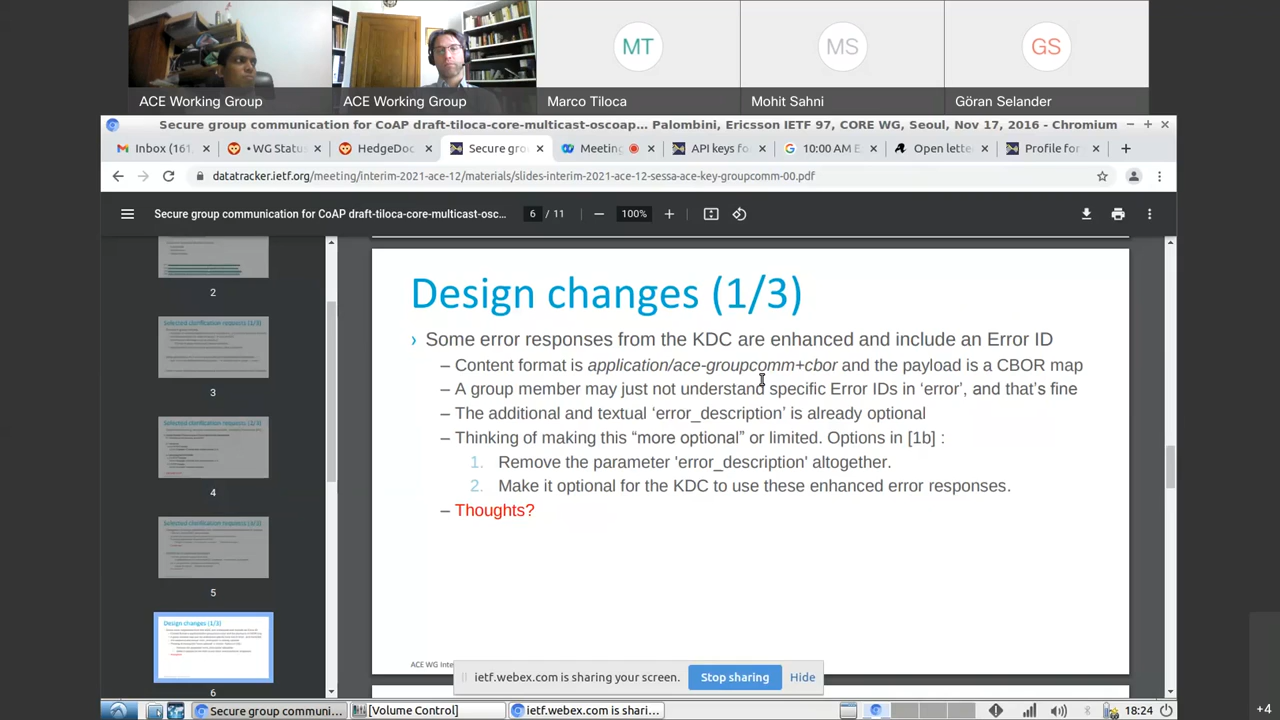 MT
MS
GS
ACE Working Group
ACE Working Group
Marco Tiloca
Mohit Sahni
Göran Selander
Secure group communication for CoAP draft-tiloca-core-multicast-oscoap… Palombini, Ericsson IETF 97, CORE WG, Seoul, Nov 17, 2016 - Chromium
Inbox (161,
WG Status
HedgeDoc
Secure gro
Meeting
API keys fo
10:00 AM E
Open lette
Profile for
datatracker.ietf.org/meeting/interim-2021-ace-12/materials/slides-interim-2021-ace-12-sessa-ace-key-groupcomm-00.pdf
Secure group communication for CoAP draft-tiloca-core-multicast-osc...
6 / 11
100%
2
3
4
5
Design changes (1/3)
6
Design changes (1/3)
› Some error responses from the KDC are enhanced and include an Error ID
– Content format is application/ace-groupcomm+cbor and the payload is a CBOR map
– A group member may just not understand specific Error IDs in ‘error’, and that’s fine
– The additional and textual ‘error_description’ is already optional
– Thinking of making this “more optional” or limited. Options in [1b] :
1. Remove the parameter 'error_description' altogether.
2. Make it optional for the KDC to use these enhanced error responses.
– Thoughts?
ACE WG Inte
ietf.webex.com is sharing your screen.
Stop sharing
Hide
Secure group communi...
[Volume Control]
ietf.webex.com is shari...
18:24
+4